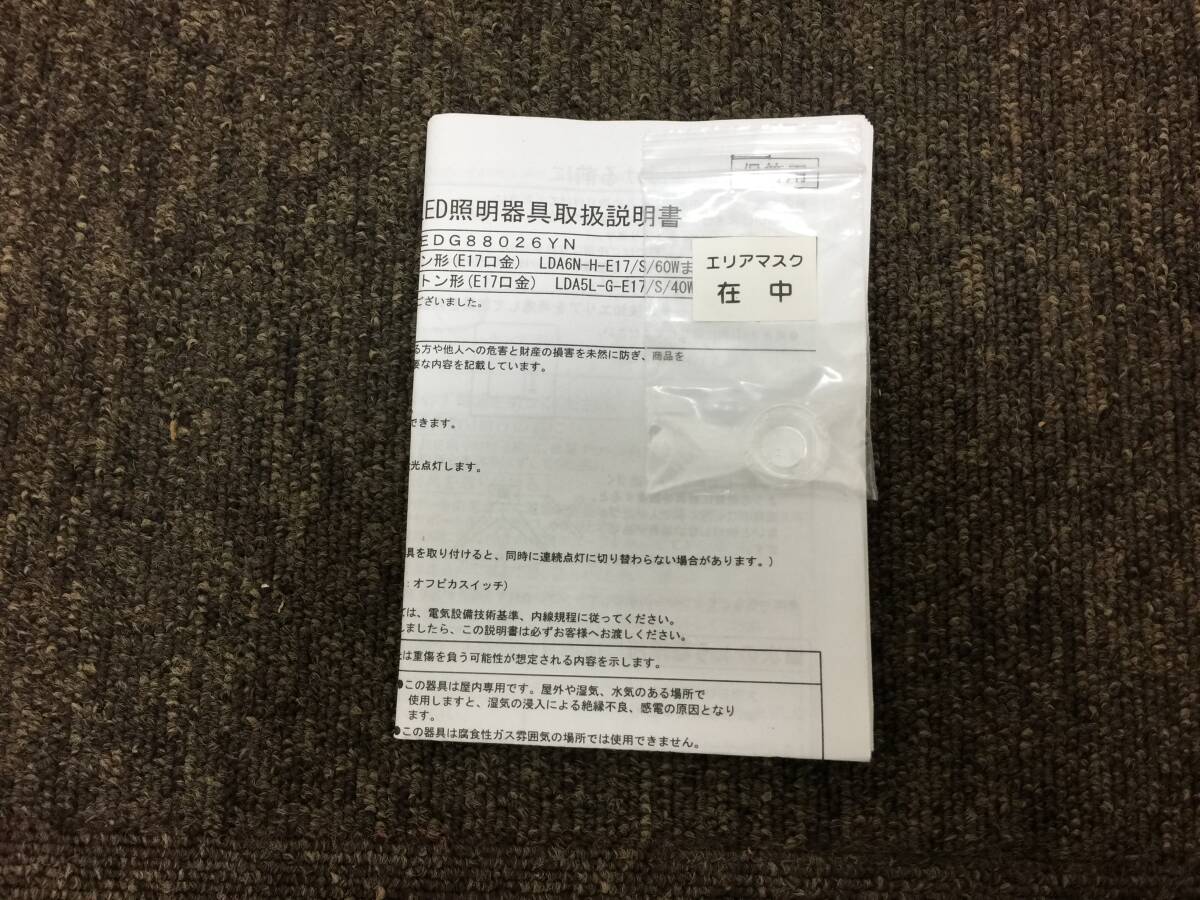 保管用
ED照明器具取扱説明書
EDG88026YN
トン形(E17口金) LDA6N-H-E17/S/60Wま
トン形(E17口金) LDA5L-G-E17/S/40W
エリアマスク
在 中
ございました。
る方や他人への危害と財産の損害を未然に防ぎ、商品を
要な内容を記載しています。
できます。
光点灯します。
具を取り付けると、同時に連続点灯に切り替わらない場合があります。)
:オフピカスイッチ)
ては、電気設備技術基準、内線規程に従ってください。
しましたら、この説明書は必ずお客様へお渡しください。
は重傷を負う可能性が想定される内容を示します。
●この器具は屋内専用です。屋外や湿気、水気のある場所で
使用しますと、湿気の浸入による絶縁不良、感電の原因となり
ます。
●この器具は腐食性ガス雰囲気の場所では使用できません。